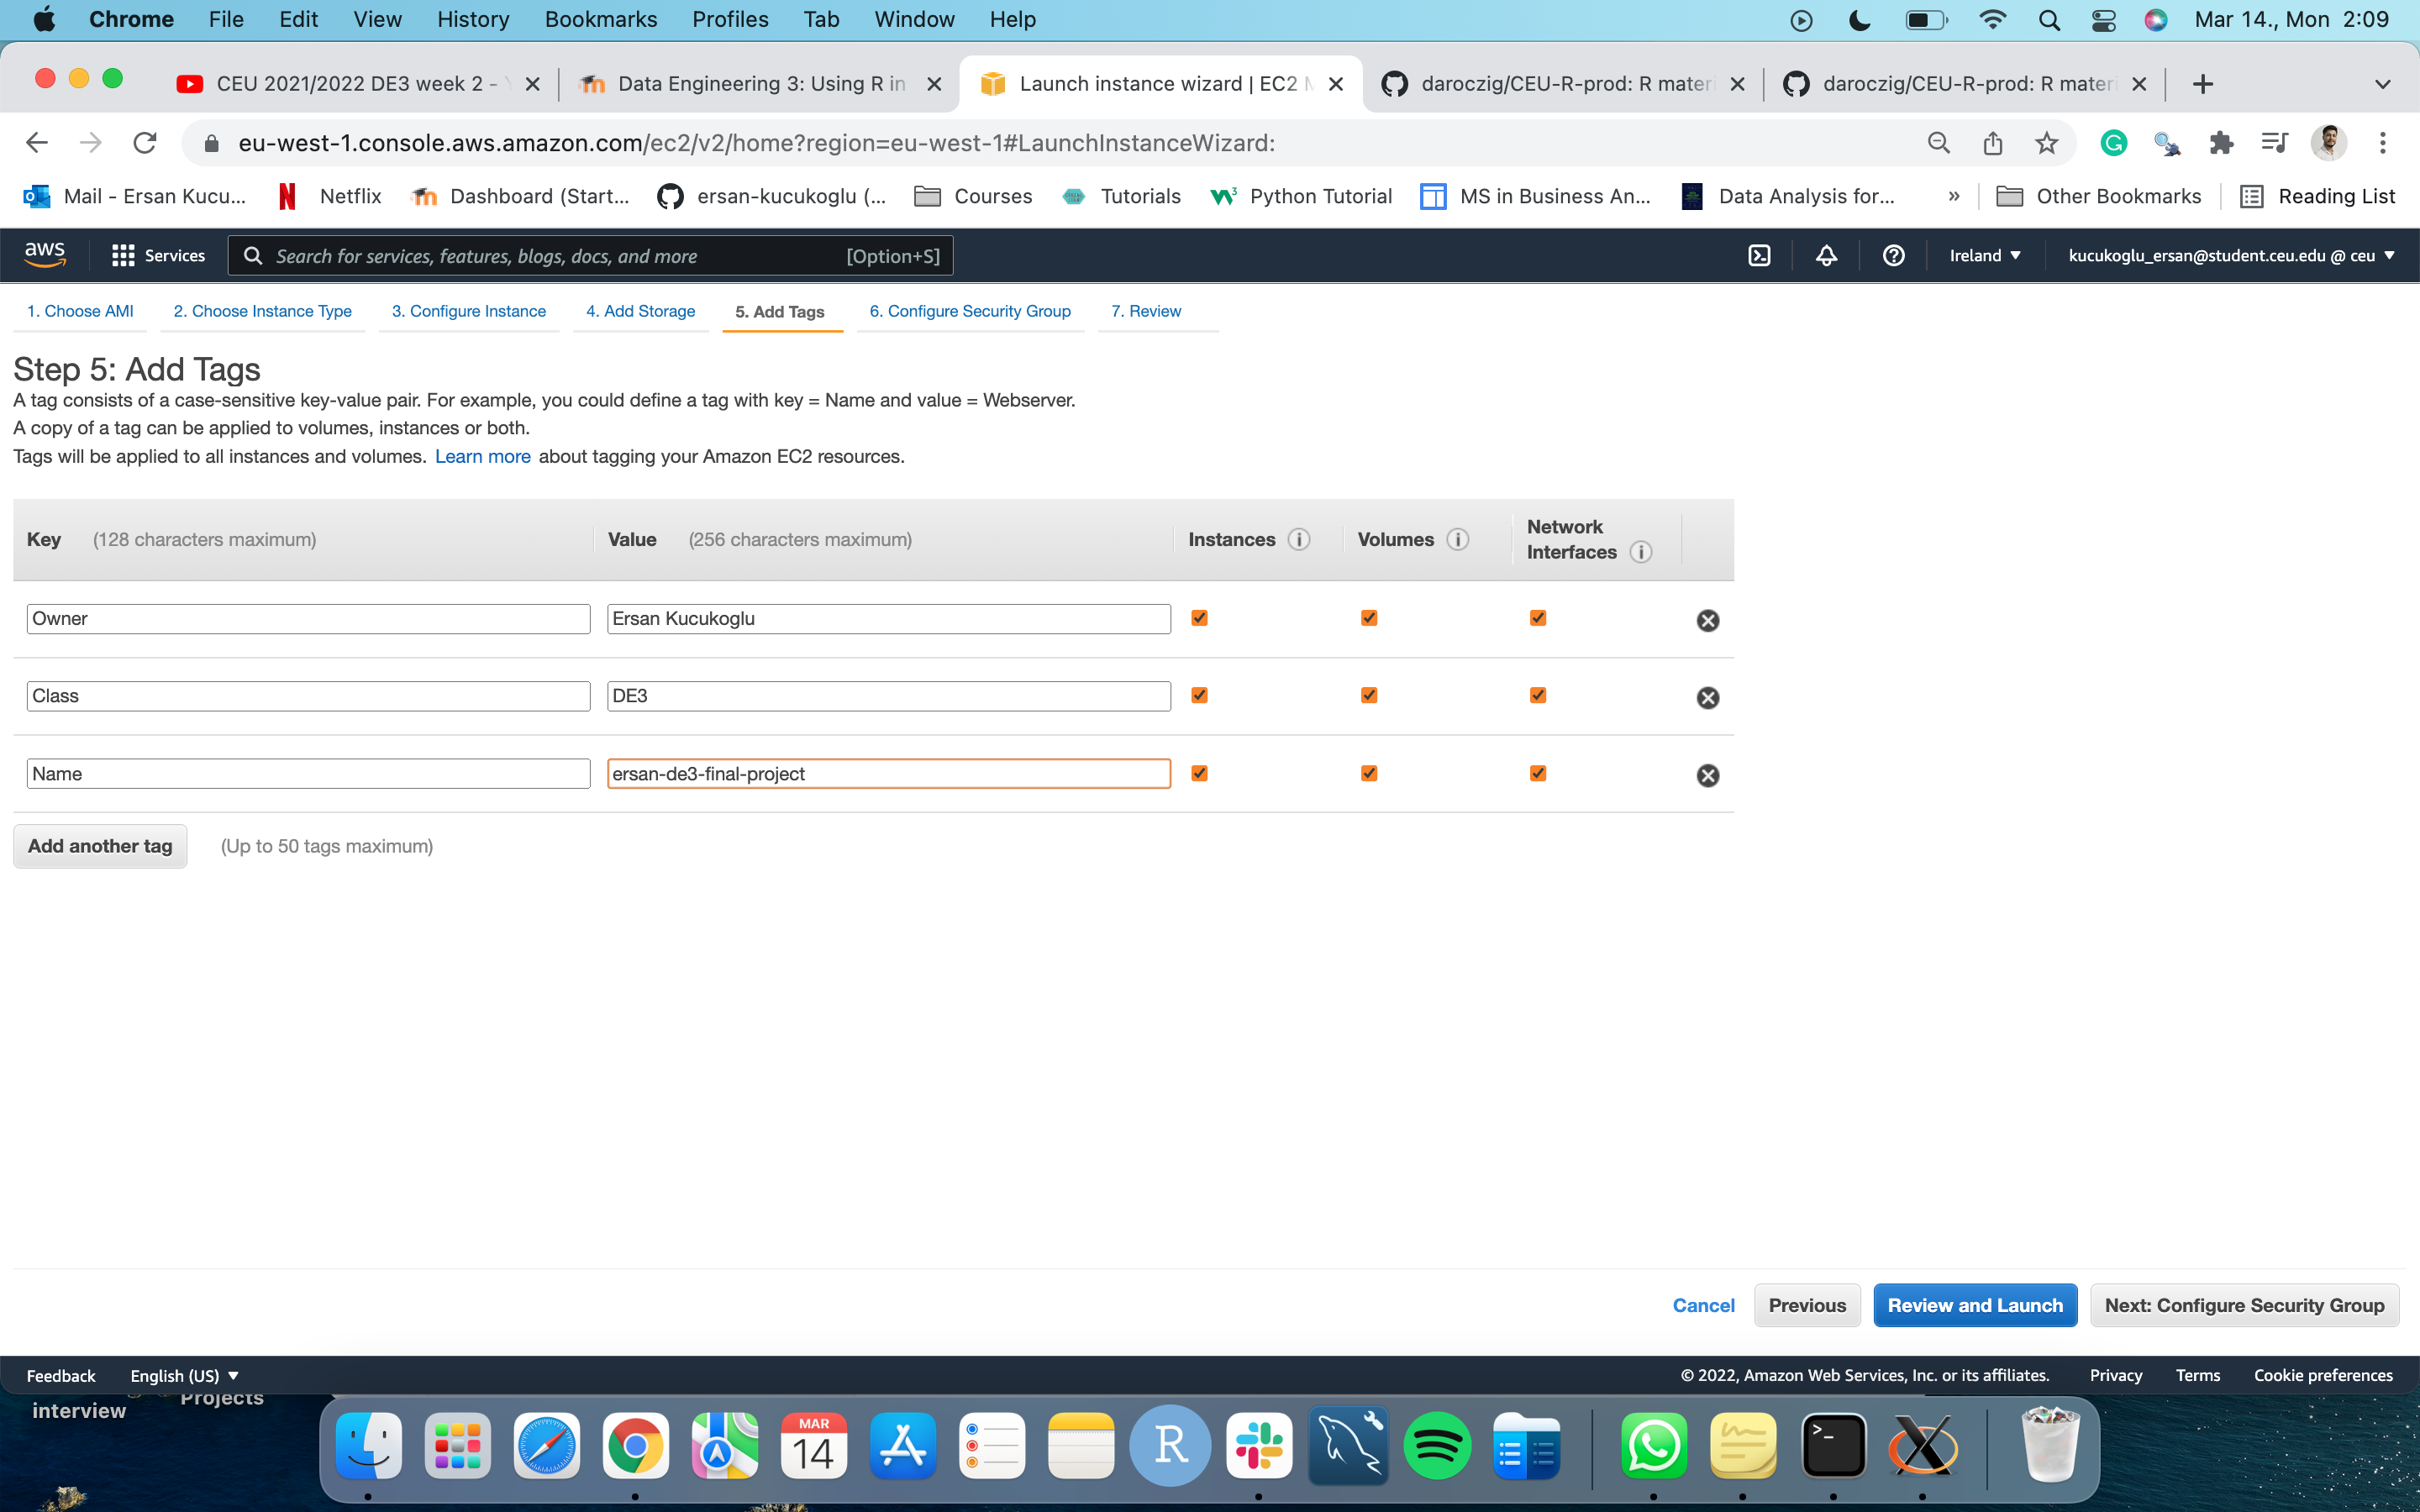 Chrome File Edit View History Bookmarks Profiles Tab Window Help Mar 14., Mon 2:09
CEU 2021/2022 DE3 week 2 - Data Engineering 3: Using R in Launch instance wizard | EC2 daroczig/CEU-R-prod: R materi daroczig/CEU-R-prod: R materi
eu-west-1.console.aws.amazon.com/ec2/v2/home?region=eu-west-1#LaunchInstanceWizard:
Mail - Ersan Kucu... Netflix Dashboard (Start... ersan-kucukoglu (... Courses Tutorials Python Tutorial MS in Business An... Data Analysis for... » Other Bookmarks Reading List
aws Services Search for services, features, blogs, docs, and more [Option+S] Ireland ▼ kucukoglu_ersan@student.ceu.edu @ ceu ▼
1. Choose AMI 2. Choose Instance Type 3. Configure Instance 4. Add Storage 5. Add Tags 6. Configure Security Group 7. Review
Step 5: Add Tags
A tag consists of a case-sensitive key-value pair. For example, you could define a tag with key = Name and value = Webserver.
A copy of a tag can be applied to volumes, instances or both.
Tags will be applied to all instances and volumes. Learn more about tagging your Amazon EC2 resources.
Key (128 characters maximum) Value (256 characters maximum) Instances Volumes Network Interfaces
Owner Ersan Kucukoglu
Class DE3
Name ersan-de3-final-project
Add another tag (Up to 50 tags maximum)
Cancel Previous Review and Launch Next: Configure Security Group
Feedback English (US) ▼ © 2022, Amazon Web Services, Inc. or its affiliates. Privacy Terms Cookie preferences
interview Projects
MAR
14
R
>_